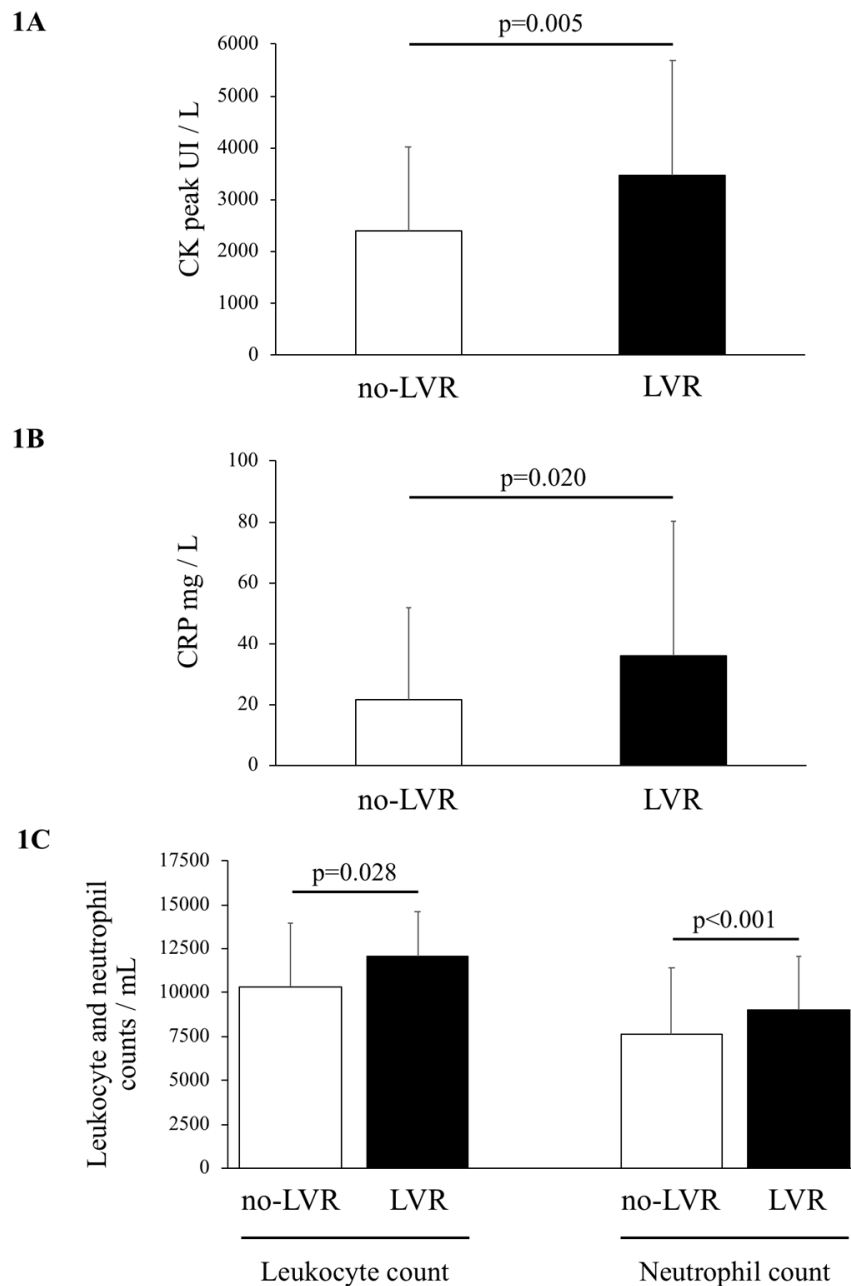 1A
p=0.005
6000
5000
4000
3000
2000
1000
0
CK peak UI / L
no-LVR LVR
1B
p=0.020
100
80
60
40
20
0
CRP mg / L
no-LVR LVR
1C
p=0.028
p<0.001
17500
15000
12500
10000
7500
5000
2500
0
Leukocyte and neutrophil
counts / mL
no-LVR LVR no-LVR LVR
Leukocyte count Neutrophil count